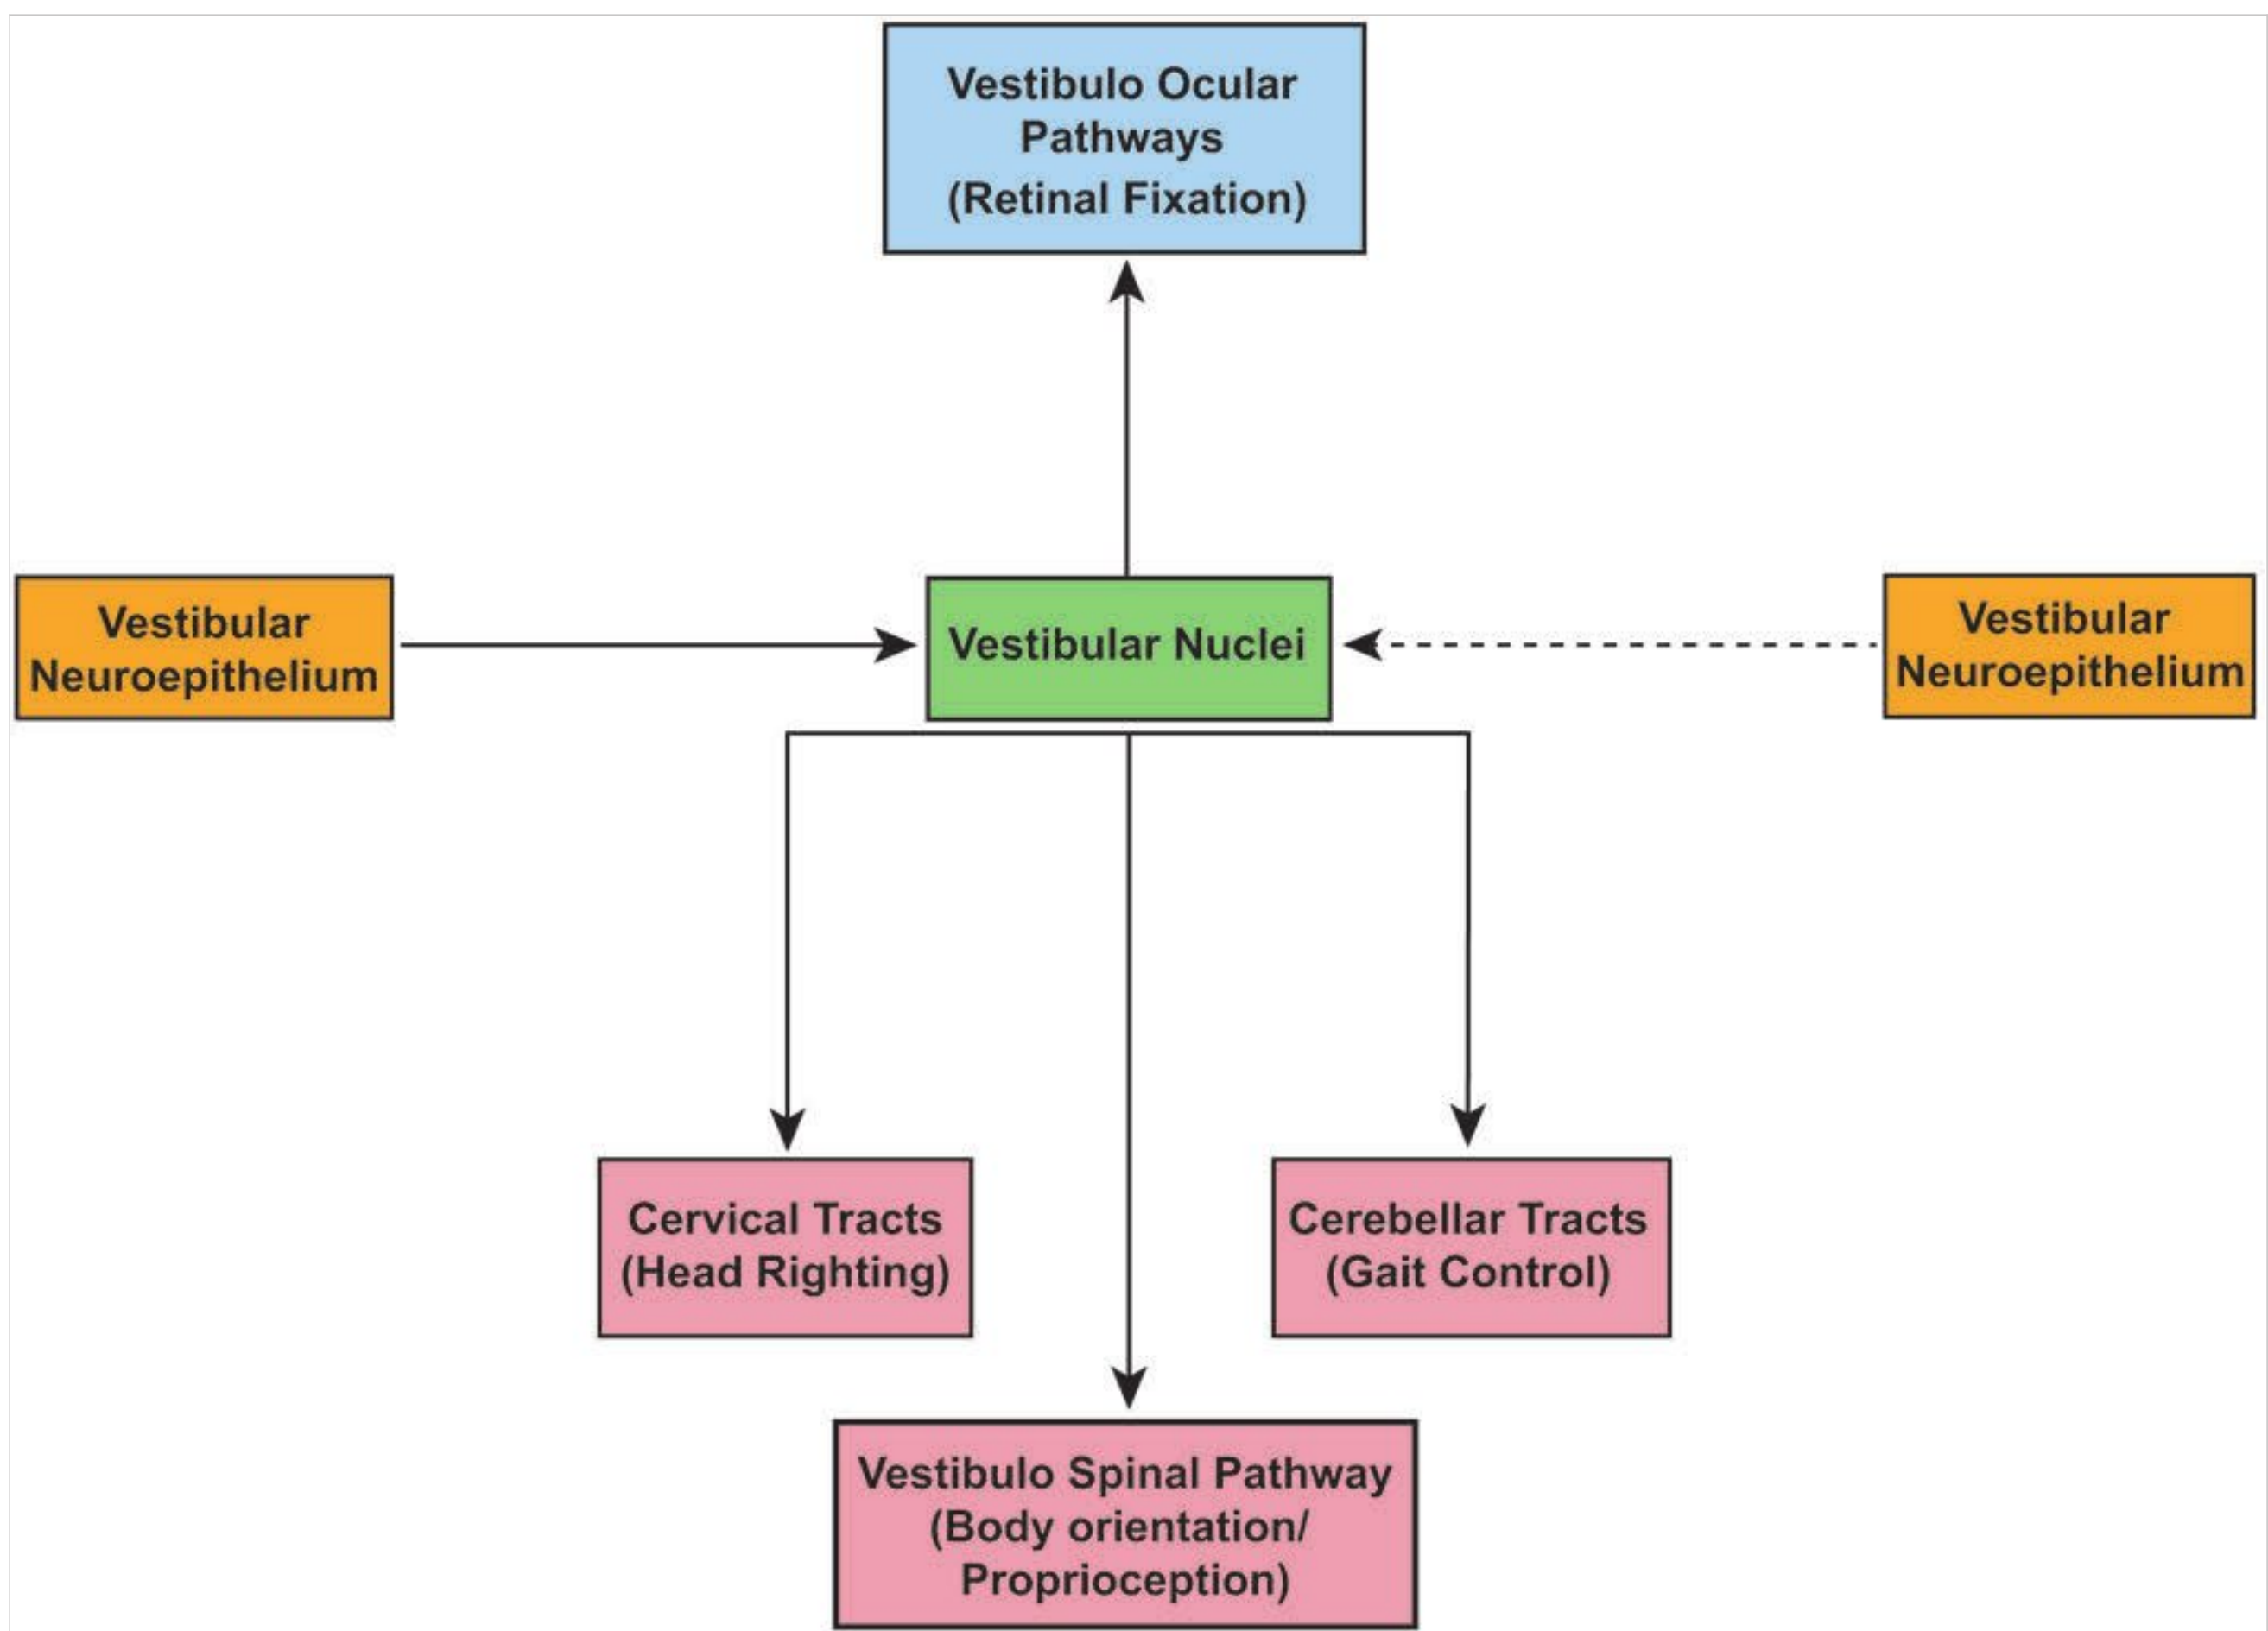 Vestibulo Ocular
Pathways
(Retinal Fixation)
Vestibular
Neuroepithelium
Vestibular Nuclei
Vestibular
Neuroepithelium
Cervical Tracts
(Head Righting)
Cerebellar Tracts
(Gait Control)
Vestibulo Spinal Pathway
(Body orientation/
Proprioception)